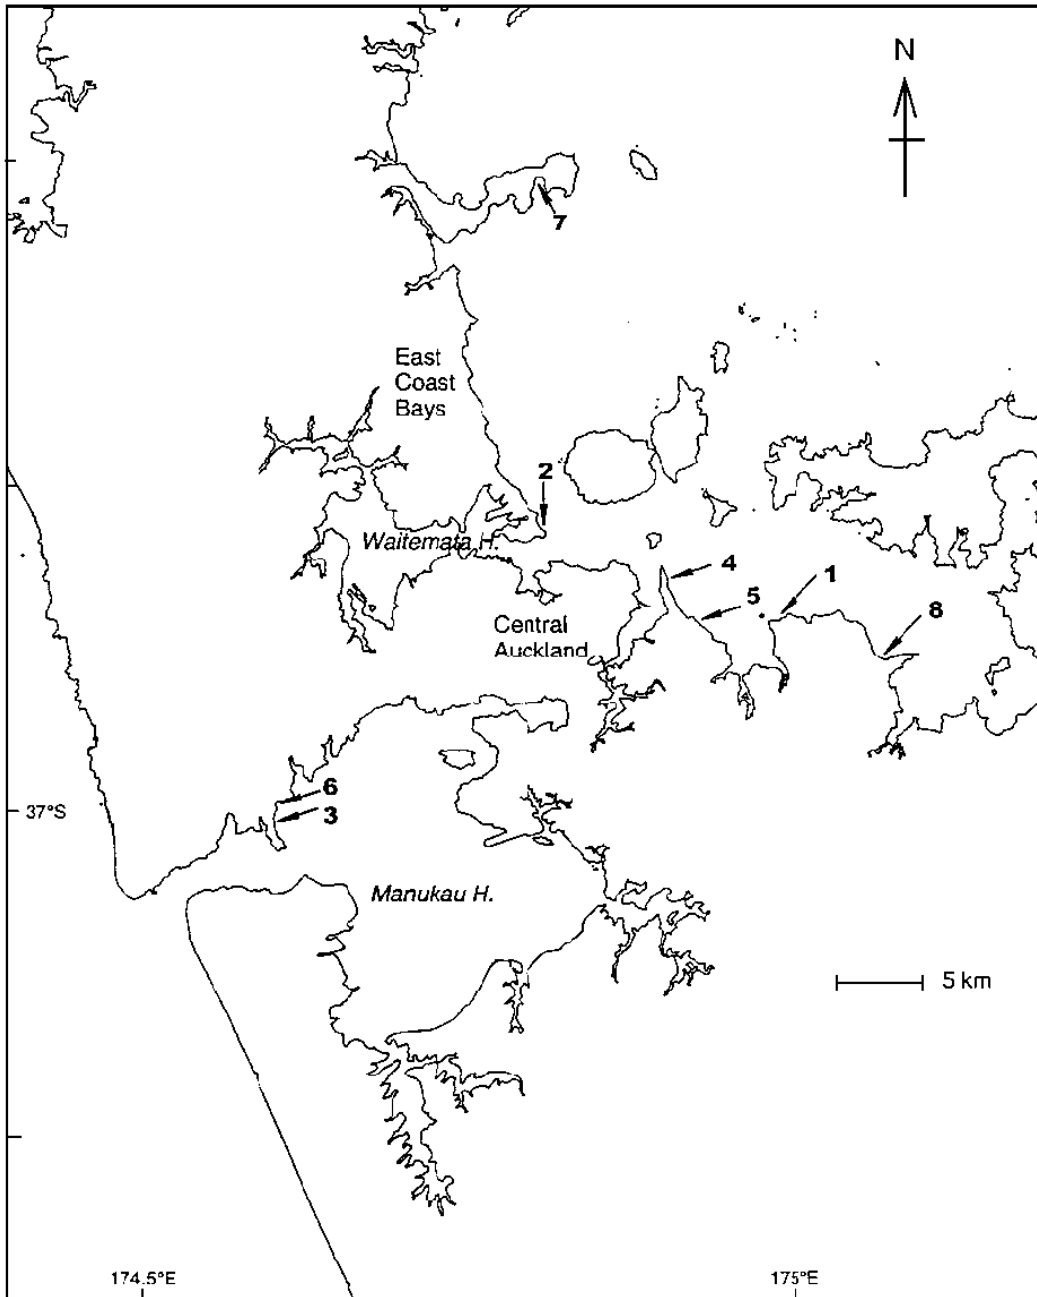 N
7
East
Coast
Bays
2
Waitemata H.
4
1
5
8
Central
Auckland
6
37°S
3
Manukau H.
5 km
174.5°E
175°E